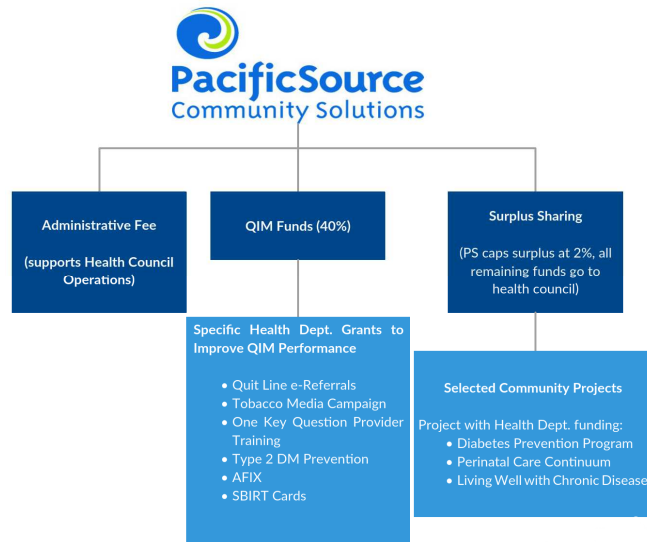 PacificSource
Community Solutions
Administrative Fee
(supports Health Council
Operations)
QIM Funds (40%)
Surplus Sharing
(PS caps surplus at 2%, all
remaining funds go to
health council)
Specific Health Dept. Grants to
Improve QIM Performance
• Quit Line e-Referrals
• Tobacco Media Campaign
• One Key Question Provider
Training
• Type 2 DM Prevention
• AFIX
• SBIRT Cards
Selected Community Projects
Project with Health Dept. funding:
• Diabetes Prevention Program
• Perinatal Care Continuum
• Living Well with Chronic Disease